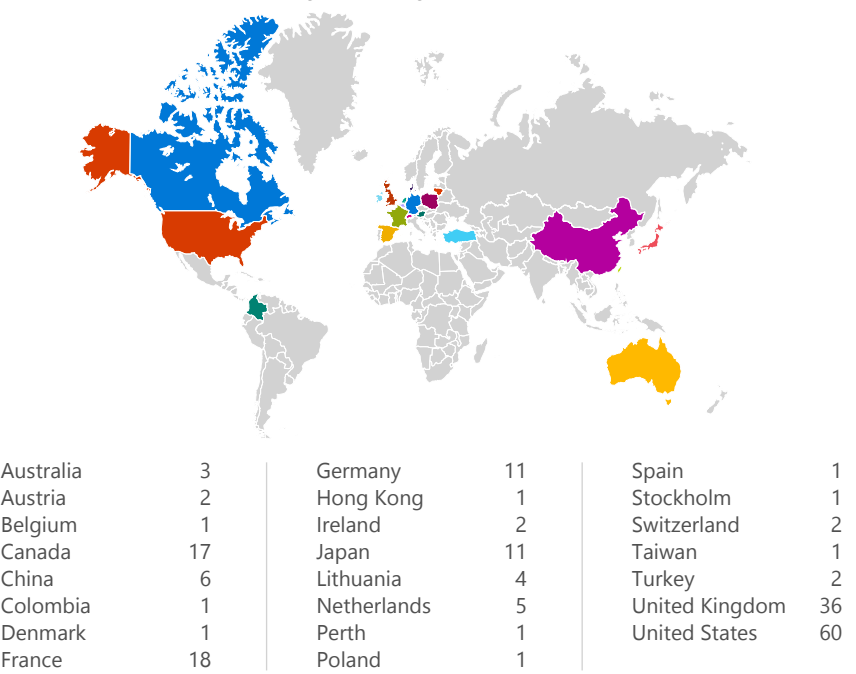 Australia 3
Austria 2
Belgium 1
Canada 17
China 6
Colombia 1
Denmark 1
France 18
Germany 11
Hong Kong 1
Ireland 2
Japan 11
Lithuania 4
Netherlands 5
Perth 1
Poland 1
Spain 1
Stockholm 1
Switzerland 2
Taiwan 1
Turkey 2
United Kingdom 36
United States 60